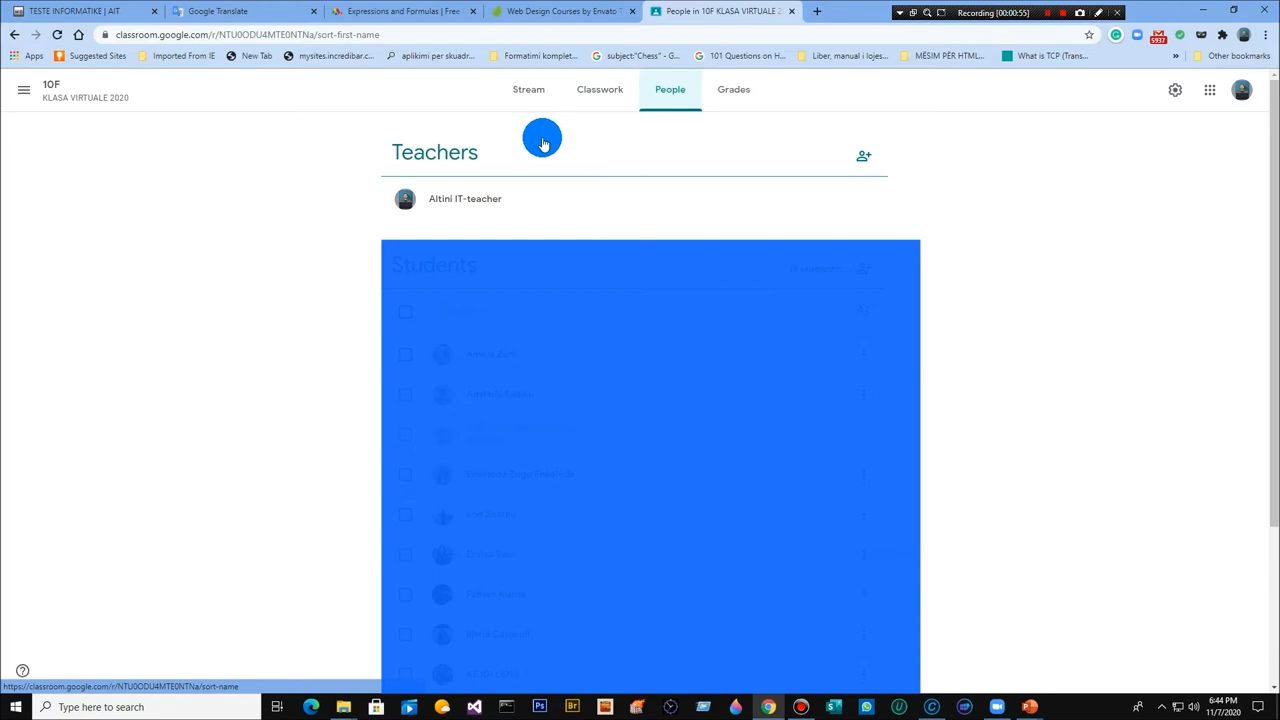 TESTE INFORMATIKE | AIT
Google Translate
Expressions and Formulas | Free
Web Design Courses by Envato T
People in 10F KLASA VIRTUALE 2
Recording [00:00:55]
classroom.google.com/r/NTU0ODU4MTE0NTNa/sort-first-name
5937
Apps
Suggested Sites
Imported From IE
New Tab
mysites.incredibar.c...
aplikimi per skuadr...
Formatimi komplet...
subject:"Chess" - G...
101 Questions on H...
Liber, manual i lojes...
MËSIM PËR HTML...
What is TCP (Trans...
»
Other bookmarks
10F
KLASA VIRTUALE 2020
Stream
Classwork
People
Grades
Teachers
Altini IT-teacher
Students
https://classroom.google.com/r/NTU0ODU4MTE0NTNa/sort-name
Type here to search
6:44 PM
11/7/2020